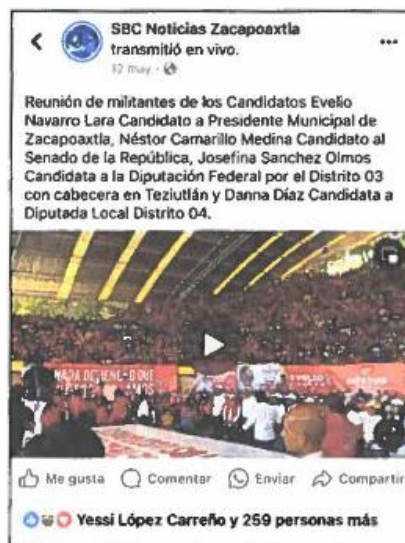 SBC Noticias Zacapoaxtla
transmitió en vivo.
12 may ·
Reunión de militantes de los Candidatos Evelio
Navarro Lara Candidato a Presidente Municipal de
Zacapoaxtla, Néstor Camarillo Medina Candidato al
Senado de la República, Josefina Sanchez Olmos
Candidata a la Diputación Federal por el Distrito 03
con cabecera en Teziutlán y Danna Díaz Candidata a
Diputada Local Distrito 04.
NADA QUE
EVELIO
Me gusta Comentar Enviar Compartir
Yessi López Carreño y 259 personas más